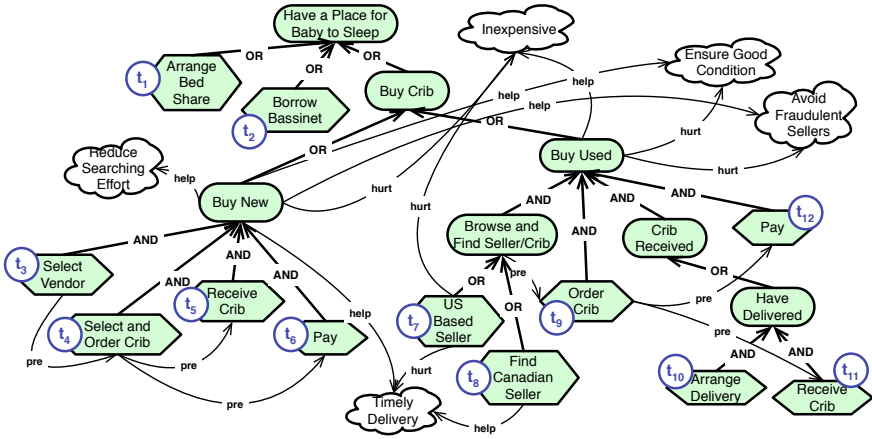 Have a Place for
Baby to Sleep
Inexpensive
Ensure Good
Condition
OR
OR
OR
t1
Arrange
Bed
Share
Buy Crib
Borrow
Bassinet
t2
help
help
Avoid
Fraudulent
Sellers
OR
OR
hurt
hurt
Reduce
Searching
Effort
help
Buy New
hurt
Buy Used
AND
AND
AND
AND
hurt
Browse and
Find Seller/Crib
Crib
Received
Pay
t12
AND
AND
AND
AND
t3
Select
Vendor
t4
Select and
Order Crib
t5
Receive
Crib
t6
Pay
pre
pre
pre
help
OR
OR
pre
t7
US
Based
Seller
t8
Find
Canadian
Seller
t9
Order
Crib
pre
pre
OR
Have
Delivered
AND
AND
t10
Arrange
Delivery
t11
Receive
Crib
hurt
help
Timely
Delivery